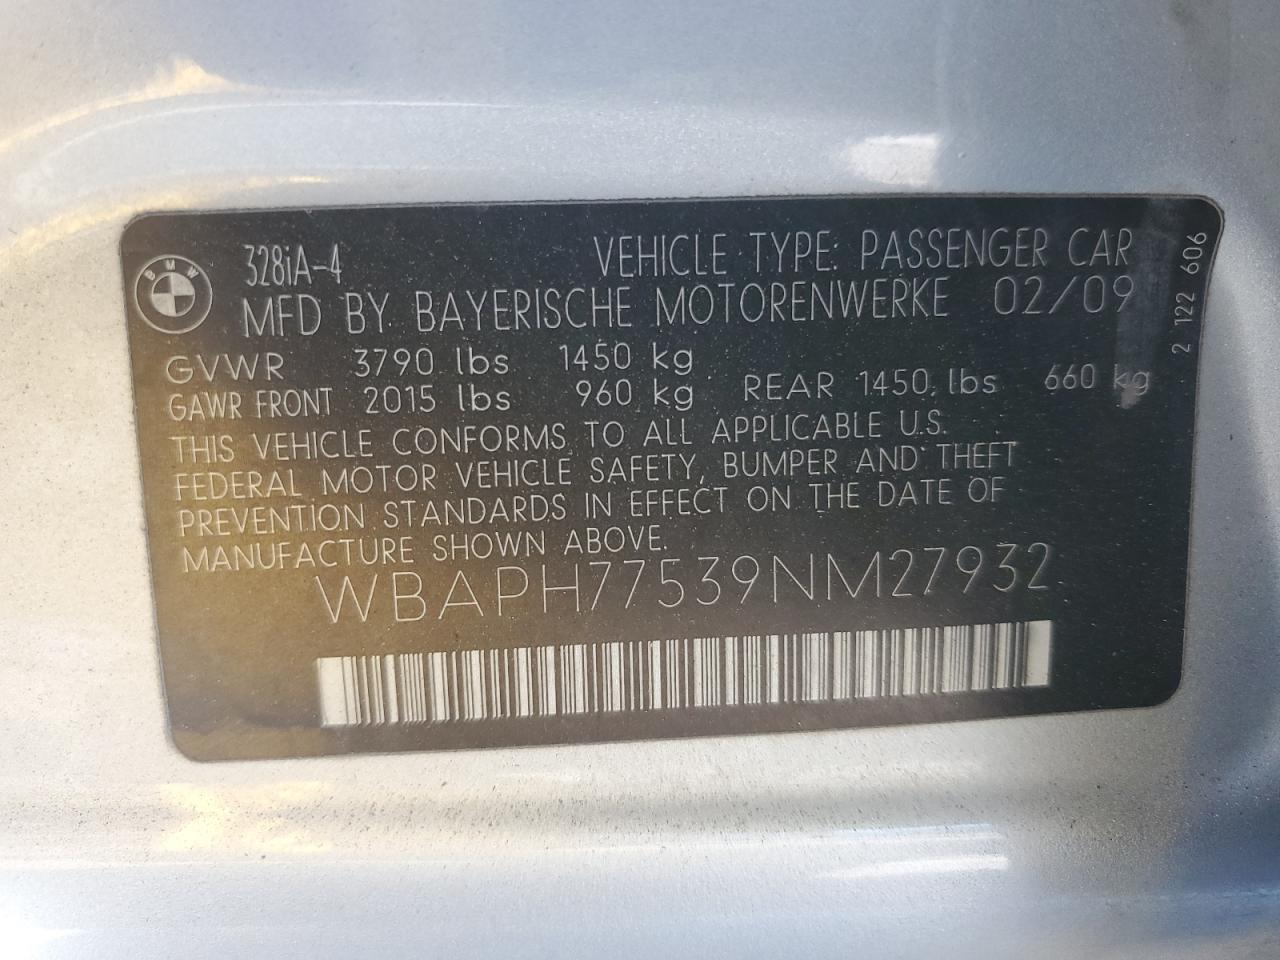 328iA-4 VEHICLE TYPE: PASSENGER CAR
BMW
MFD BY BAYERISCHE MOTORENWERKE 02/09
GVWR 3790 lbs 1450 kg
GAWR FRONT 2015 lbs 960 kg REAR 1450 lbs 660 kg
THIS VEHICLE CONFORMS TO ALL APPLICABLE U.S.
FEDERAL MOTOR VEHICLE SAFETY, BUMPER AND THEFT
PREVENTION STANDARDS IN EFFECT ON THE DATE OF
MANUFACTURE SHOWN ABOVE.
WBAPH77539NM27932
2 122 606